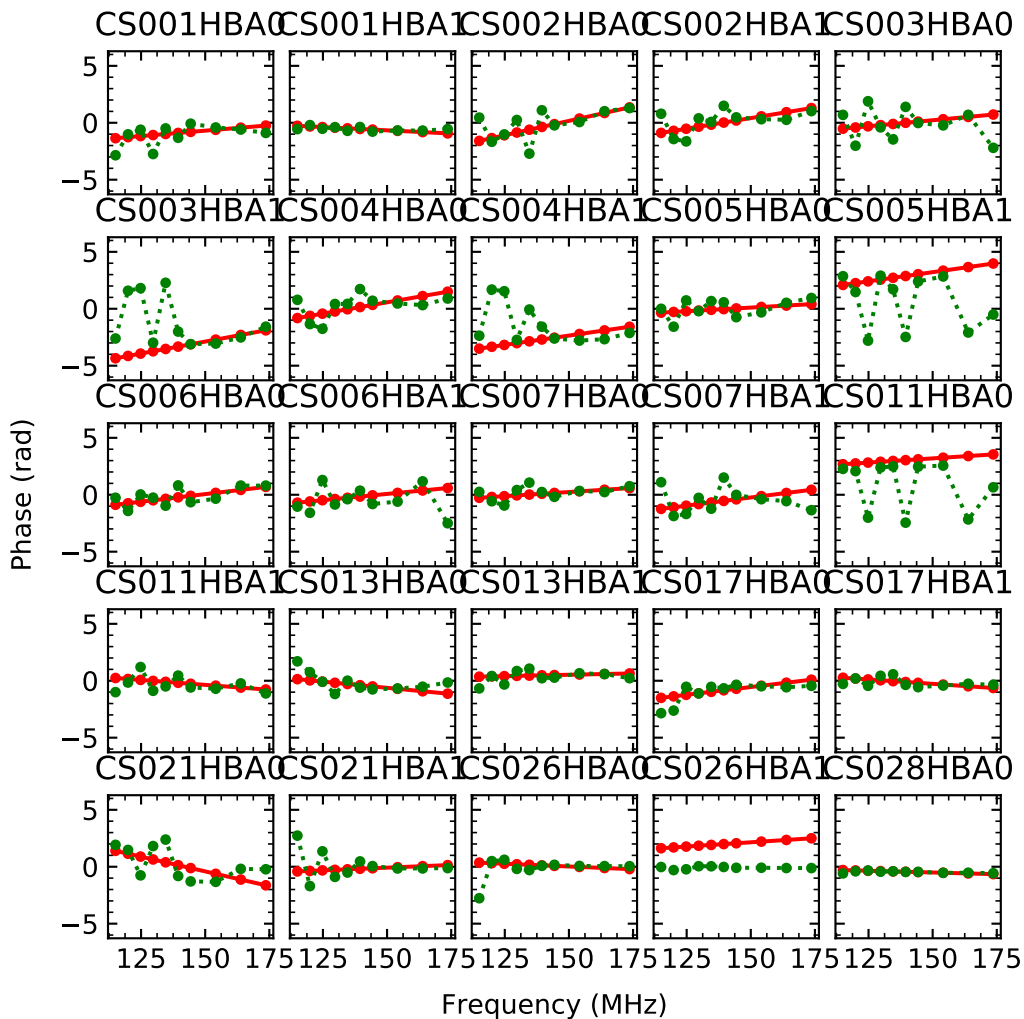 CS001HBA0 CS001HBA1 CS002HBA0 CS002HBA1 CS003HBA0
5
0
−5
CS003HBA1 CS004HBA0 CS004HBA1 CS005HBA0 CS005HBA1
5
0
−5
CS006HBA0 CS006HBA1 CS007HBA0 CS007HBA1 CS011HBA0
5
0
−5
CS011HBA1 CS013HBA0 CS013HBA1 CS017HBA0 CS017HBA1
5
0
−5
CS021HBA0 CS021HBA1 CS026HBA0 CS026HBA1 CS028HBA0
5
0
−5
125 150 175 125 150 175 125 150 175 125 150 175 125 150 175
Phase (rad)
Frequency (MHz)